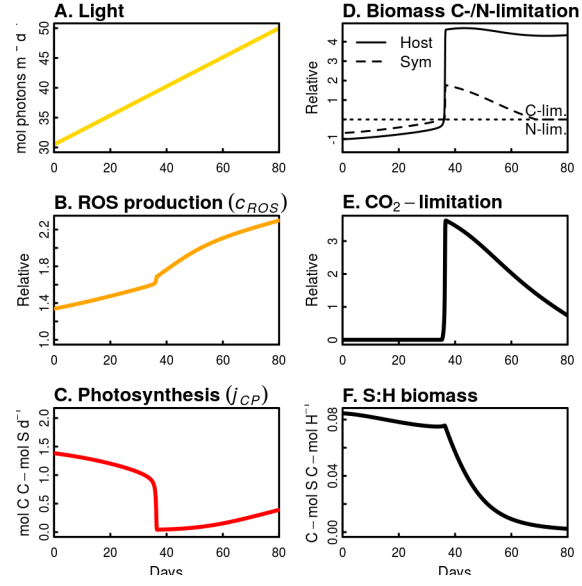 A. Light
mol photons m⁻ d⁻
30 35 40 45 50
0 20 40 60 80
D. Biomass C-/N-limitation
Relative
-1 1 2 3 4
Host
Sym
C-lim.
N-lim.
0 20 40 60 80
B. ROS production (c_ROS)
Relative
1.0 1.4 1.8 2.2
0 20 40 60 80
E. CO₂ – limitation
Relative
0 1 2 3
0 20 40 60 80
C. Photosynthesis (j_CP)
mol C C – mol S d⁻¹
0.0 0.5 1.0 1.5 2.0
0 20 40 60 80
Days
F. S:H biomass
C – mol S C – mol H⁻¹
0.00 0.04 0.08
0 20 40 60 80
Days